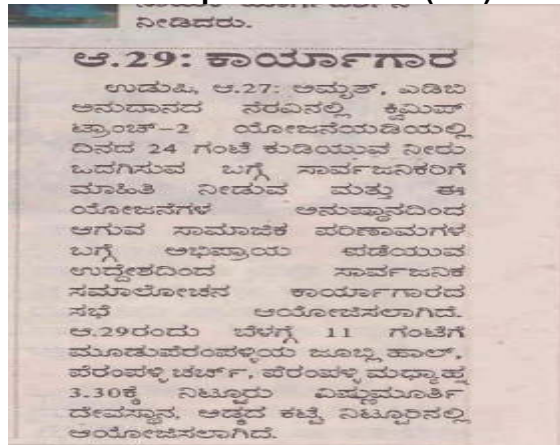 ನೀಡಿದರು.
ಆ.29: ಕಾರ್ಯಾಗಾರ
ಉಡುಪಿ, ಆ.27: ಅಮೃತ್, ಎಡಿಬಿ
ಅನುದಾನದ ನೆರವಿನಲ್ಲಿ ಕ್ವಿಮಿಪ್
ಟ್ರಾಂಚ್-2 ಯೋಜನೆಯಡಿಯಲ್ಲಿ
ದಿನದ 24 ಗಂಟೆ ಕುಡಿಯುವ ನೀರು
ಒದಗಿಸುವ ಬಗ್ಗೆ ಸಾರ್ವಜನಿಕರಿಗೆ
ಮಾಹಿತಿ ನೀಡುವ ಮತ್ತು ಈ
ಯೋಜನೆಗಳ ಅನುಷ್ಠಾನದಿಂದ
ಆಗುವ ಸಾಮಾಜಿಕ ಪರಿಣಾಮಗಳ
ಬಗ್ಗೆ ಅಭಿಪ್ರಾಯ ಪಡೆಯುವ
ಉದ್ದೇಶದಿಂದ ಸಾರ್ವಜನಿಕ
ಸಮಾಲೋಚನ ಕಾರ್ಯಾಗಾರದ
ಸಭೆ ಆಯೋಜಿಸಲಾಗಿದೆ.
ಆ.29ರಂದು ಬೆಳಗ್ಗೆ 11 ಗಂಟೆಗೆ
ಮೂಡುಪೆರಂಪಳ್ಳಿಯ ಜೂಬ್ಲಿ ಹಾಲ್,
ಪೆರಂಪಳ್ಳಿ ಚರ್ಚ್, ಪೆರಂಪಳ್ಳಿ ಮಧ್ಯಾಹ್ನ
3.30ಕ್ಕೆ ನಿಟ್ಟೂರು ವಿಷ್ಣುಮೂರ್ತಿ
ದೇವಸ್ಥಾನ, ಆಡ್ಕದ ಕಟ್ಟೆ ನಿಟ್ಟೂರಿನಲ್ಲಿ
ಆಯೋಜಿಸಲಾಗಿದೆ.